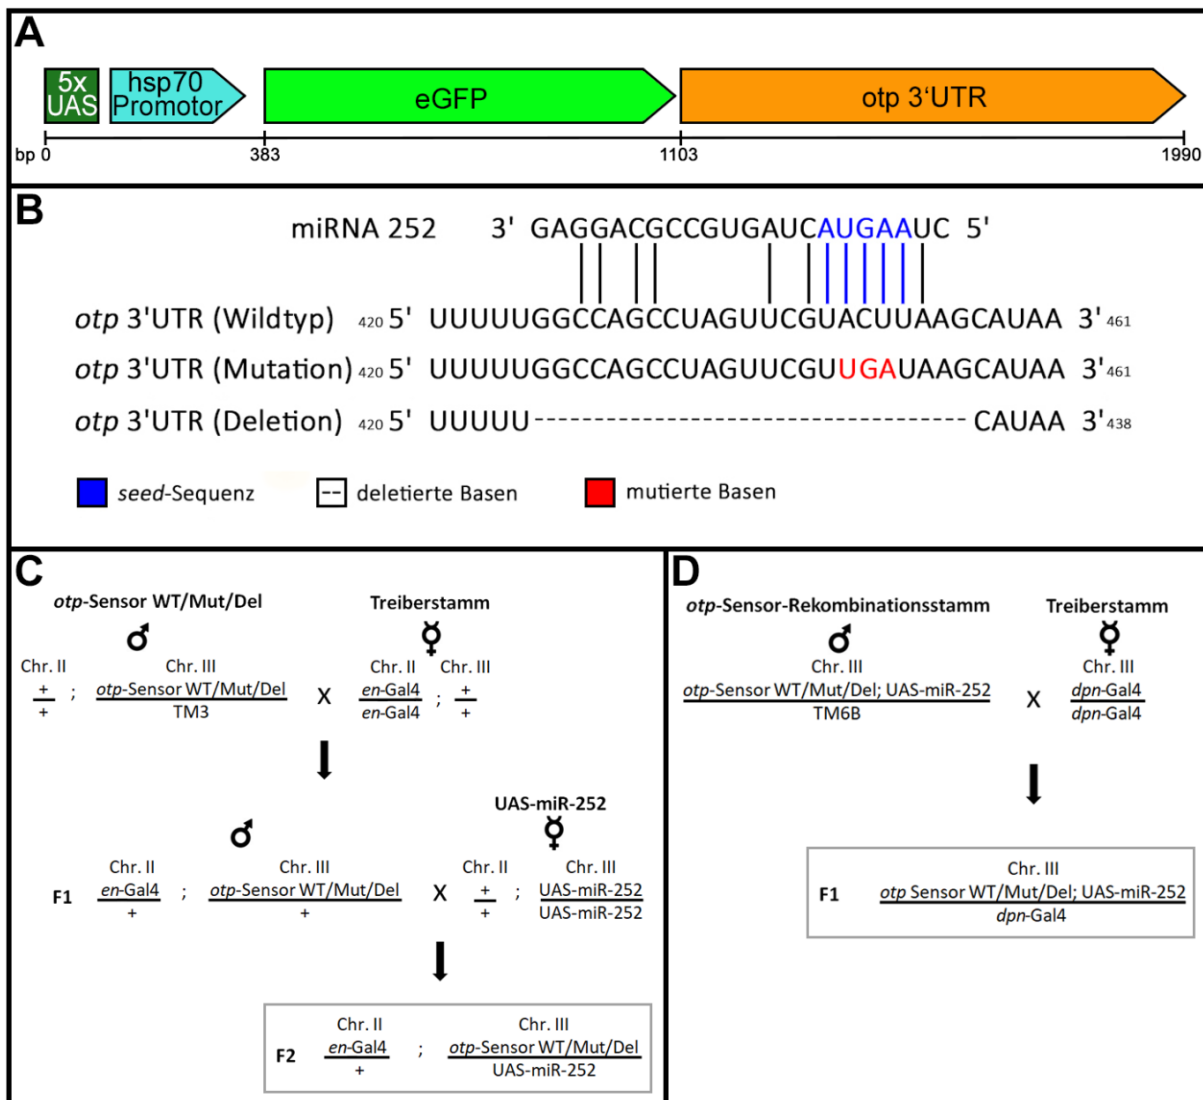 A
5x
UAS
hsp70
Promotor
eGFP
otp 3'UTR
bp 0
383
1103
1990
B
miRNA 252 3' GAGGACGCCGUGAUCAUGAAUC 5'
otp 3'UTR (Wildtyp) 420 5' UUUUUGGCCAGCCUAGUUCGUACUUAAGCAUAA 3' 461
otp 3'UTR (Mutation) 420 5' UUUUUGGCCAGCCUAGUUCGUUGAUAAGCAUAA 3' 461
otp 3'UTR (Deletion) 420 5' UUUUU------------------------CAUAA 3' 438
seed-Sequenz
-- deletierte Basen
mutierte Basen
C
otp-Sensor WT/Mut/Del Treiberstamm
♂ ☿
Chr. II Chr. III Chr. II Chr. III
+ ; otp-Sensor WT/Mut/Del X en-Gal4 ; +
+ TM3 en-Gal4 +
UAS-miR-252
♂ ☿
Chr. II Chr. III Chr. II Chr. III
F1 en-Gal4 ; otp-Sensor WT/Mut/Del X + ; UAS-miR-252
+ + + UAS-miR-252
Chr. II Chr. III
F2 en-Gal4 ; otp-Sensor WT/Mut/Del
+ UAS-miR-252
D
otp-Sensor-Rekombinationsstamm Treiberstamm
♂ ☿
Chr. III Chr. III
otp-Sensor WT/Mut/Del; UAS-miR-252 X dpn-Gal4
TM6B dpn-Gal4
Chr. III
F1 otp Sensor WT/Mut/Del; UAS-miR-252
dpn-Gal4